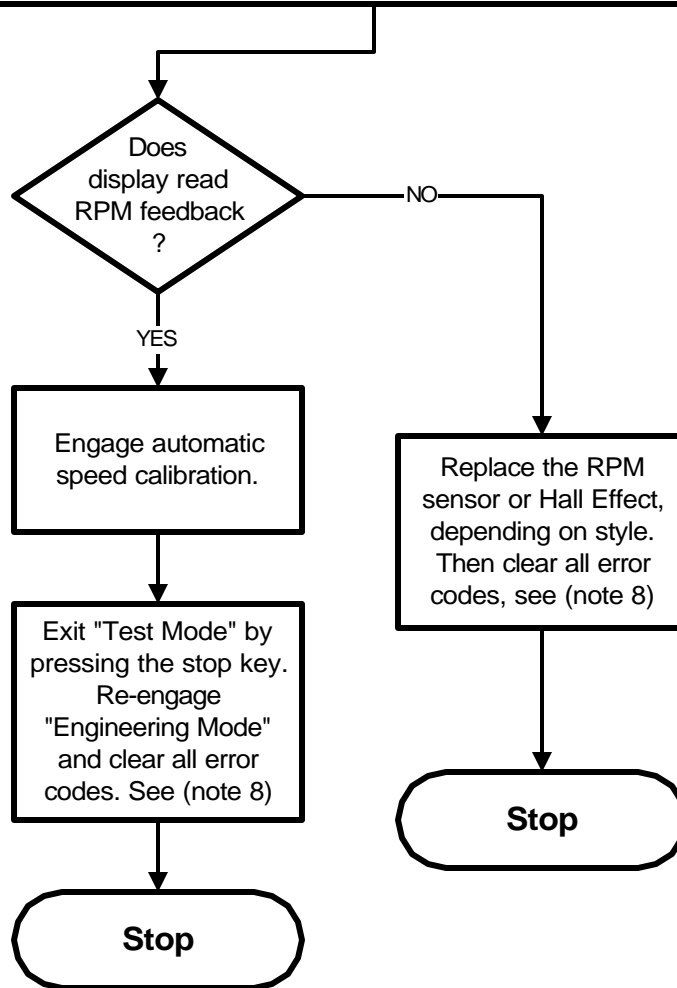 Does
display read
RPM feedback
?
NO
YES
Engage automatic
speed calibration.
Replace the RPM
sensor or Hall Effect,
depending on style.
Then clear all error
codes, see (note 8)
Exit "Test Mode" by
pressing the stop key.
Re-engage
"Engineering Mode"
and clear all error
codes. See (note 8)
Stop
Stop